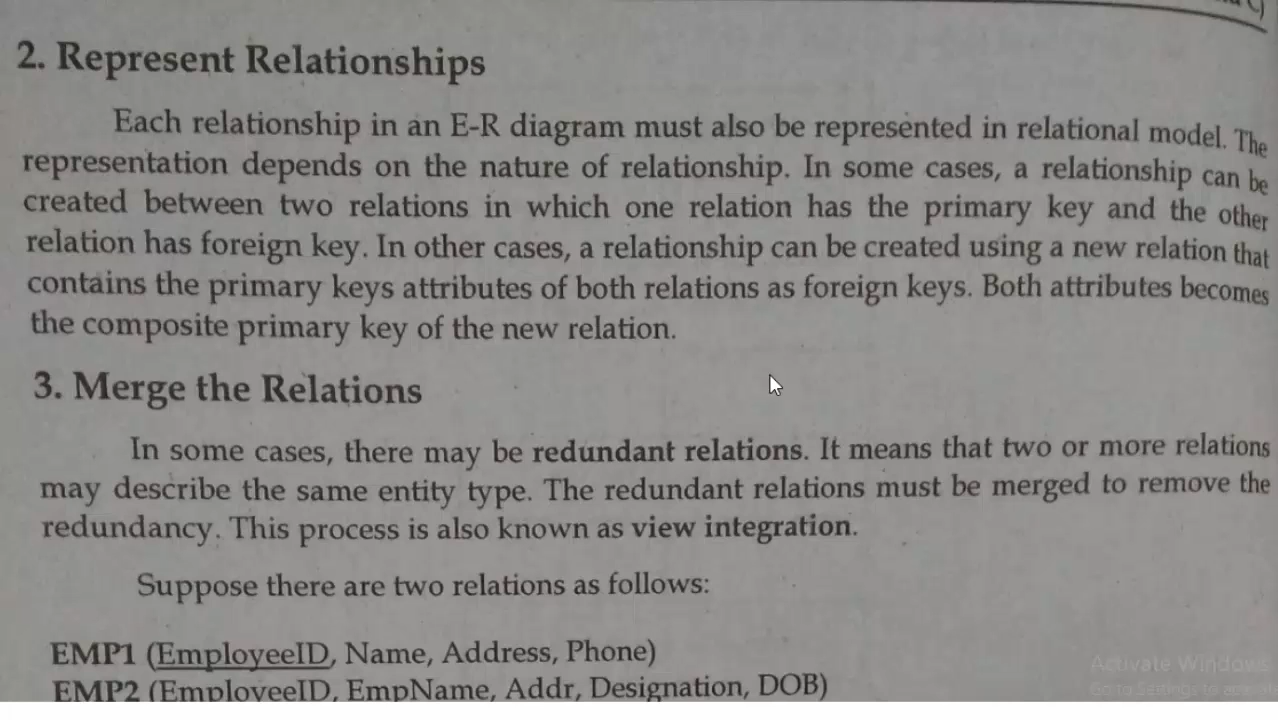 2. Represent Relationships
Each relationship in an E-R diagram must also be represented in relational model. The
representation depends on the nature of relationship. In some cases, a relationship can be
created between two relations in which one relation has the primary key and the other
relation has foreign key. In other cases, a relationship can be created using a new relation that
contains the primary keys attributes of both relations as foreign keys. Both attributes becomes
the composite primary key of the new relation.
3. Merge the Relations
In some cases, there may be redundant relations. It means that two or more relations
may describe the same entity type. The redundant relations must be merged to remove the
redundancy. This process is also known as view integration.
Suppose there are two relations as follows:
EMP1 (EmployeeID, Name, Address, Phone)
EMP2 (EmployeeID, EmpName, Addr, Designation, DOB)
Activate Windows
Go to Settings to